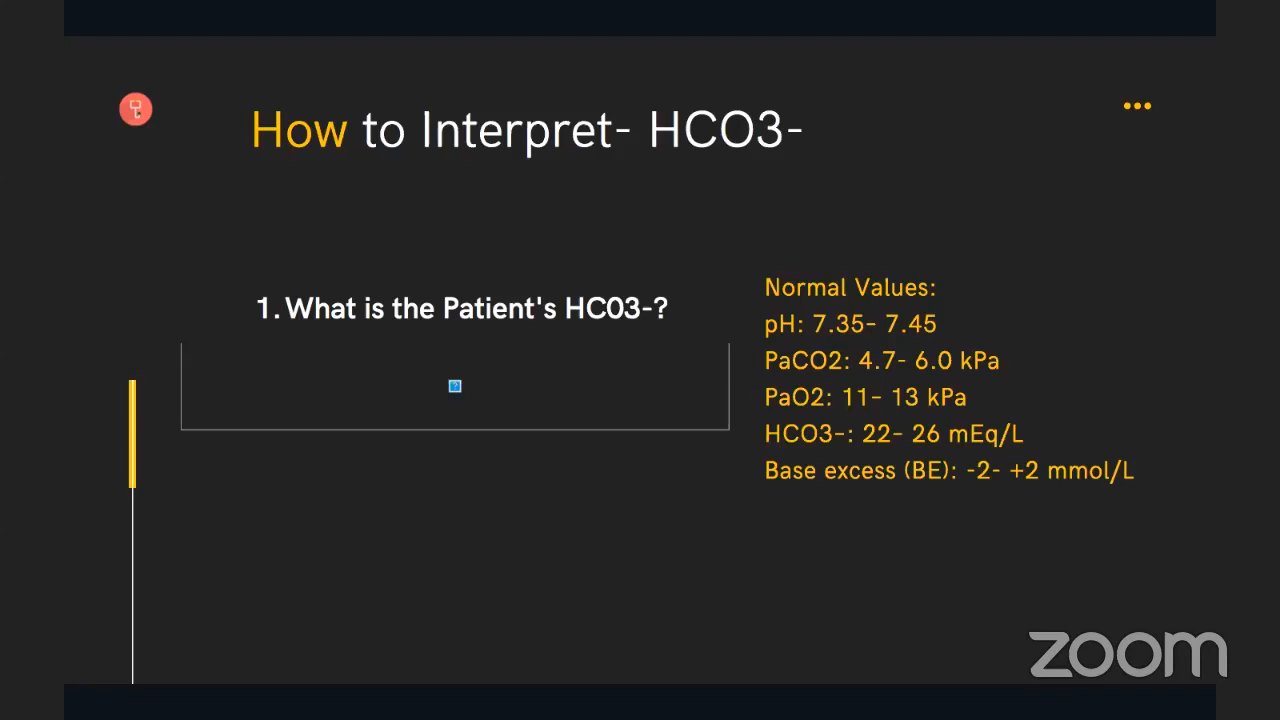 How to Interpret- HCO3-
1. What is the Patient's HC03-?
Normal Values:
pH: 7.35- 7.45
PaCO2: 4.7- 6.0 kPa
PaO2: 11- 13 kPa
HCO3-: 22- 26 mEq/L
Base excess (BE): -2- +2 mmol/L
zoom